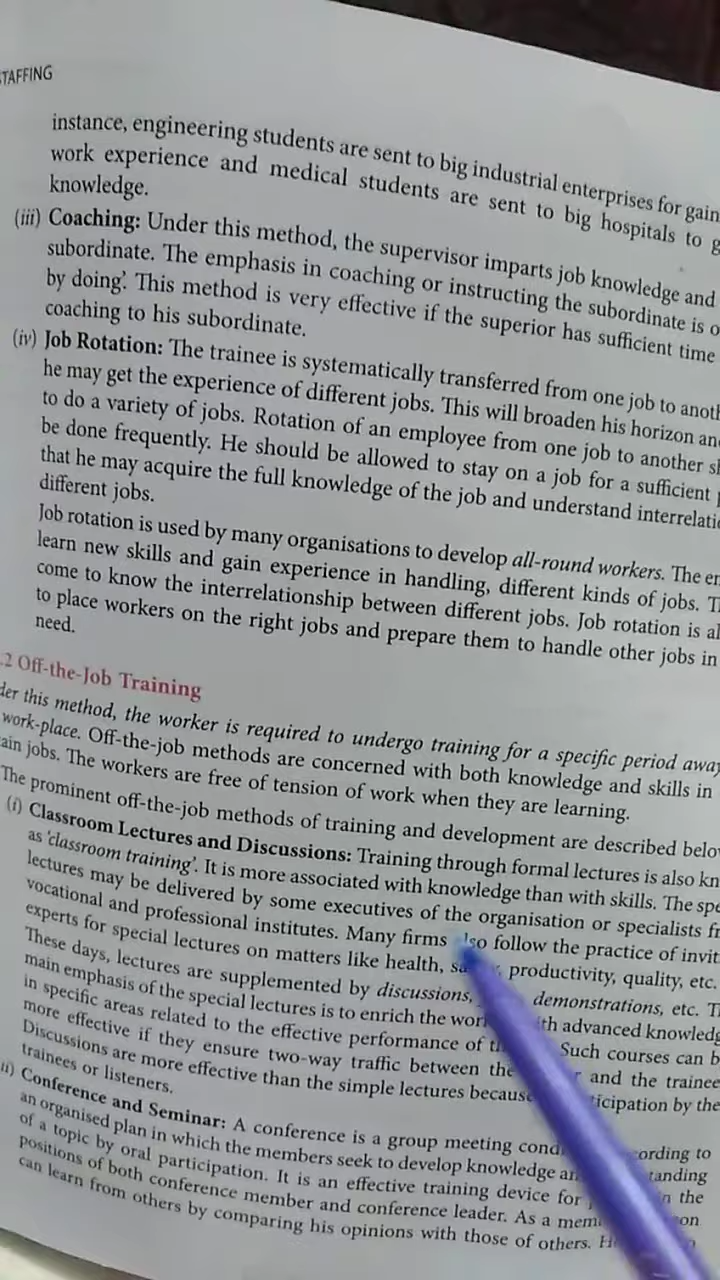 TAFFING
instance, engineering students are sent to big industrial enterprises for gain
work experience and medical students are sent to big hospitals to g
knowledge.
(iii) Coaching: Under this method, the supervisor imparts job knowledge and
subordinate. The emphasis in coaching or instructing the subordinate is o
by doing'. This method is very effective if the superior has sufficient time
coaching to his subordinate.
(iv) Job Rotation: The trainee is systematically transferred from one job to anoth
he may get the experience of different jobs. This will broaden his horizon an
to do a variety of jobs. Rotation of an employee from one job to another sh
be done frequently. He should be allowed to stay on a job for a sufficient
that he may acquire the full knowledge of the job and understand interrelati
different jobs.
Job rotation is used by many organisations to develop all-round workers. The em
learn new skills and gain experience in handling, different kinds of jobs. T
come to know the interrelationship between different jobs. Job rotation is al
to place workers on the right jobs and prepare them to handle other jobs in
need.
.2 Off-the-Job Training
der this method, the worker is required to undergo training for a specific period away
work-place. Off-the-job methods are concerned with both knowledge and skills in
ain jobs. The workers are free of tension of work when they are learning.
The prominent off-the-job methods of training and development are described belo
(i) Classroom Lectures and Discussions: Training through formal lectures is also kn
as 'classroom training'. It is more associated with knowledge than with skills. The spe
lectures may be delivered by some executives of the organisation or specialists fr
vocational and professional institutes. Many firms also follow the practice of invit
experts for special lectures on matters like health, productivity, quality, etc.
These days, lectures are supplemented by discussions, demonstrations, etc. T
main emphasis of the special lectures is to enrich the with advanced knowledg
in specific areas related to the effective performance of Such courses can b
more effective if they ensure two-way traffic between the and the trainee
Discussions are more effective than the simple lectures because participation by the
trainees or listeners.
ii) Conference and Seminar: A conference is a group meeting according to
an organised plan in which the members seek to develop knowledge
of a topic by oral participation. It is an effective training device for in the
positions of both conference member and conference leader. As a
can learn from others by comparing his opinions with those of others.